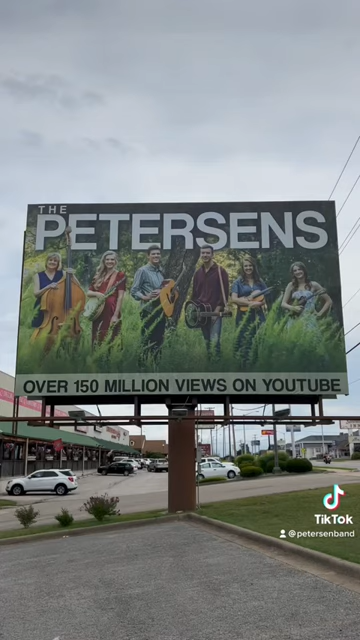 THE
PETERSENS
OVER 150 MILLION VIEWS ON YOUTUBE
TikTok
@petersenband